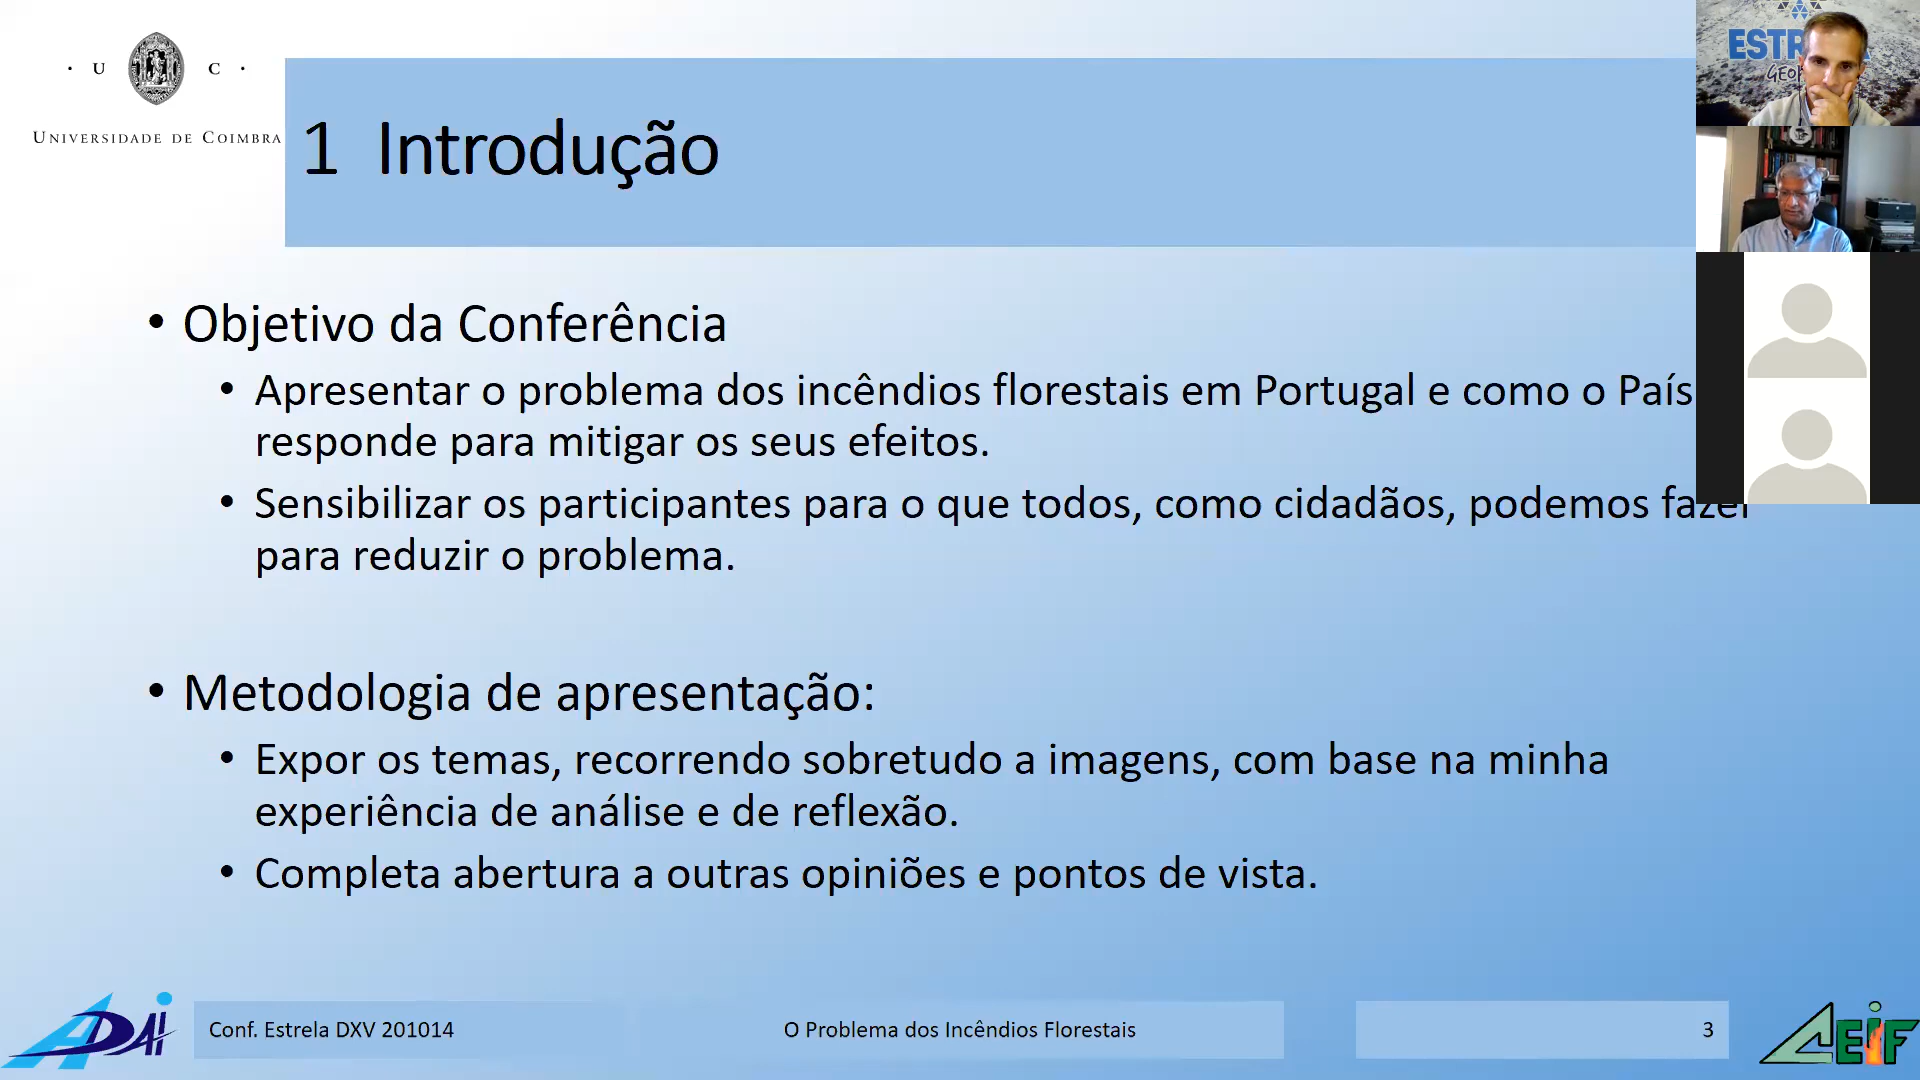 · U C ·
UNIVERSIDADE DE COIMBRA
1 Introdução
• Objetivo da Conferência
• Apresentar o problema dos incêndios florestais em Portugal e como o País
responde para mitigar os seus efeitos.
• Sensibilizar os participantes para o que todos, como cidadãos, podemos fazer
para reduzir o problema.
• Metodologia de apresentação:
• Expor os temas, recorrendo sobretudo a imagens, com base na minha
experiência de análise e de reflexão.
• Completa abertura a outras opiniões e pontos de vista.
ADAI
Conf. Estrela DXV 201014
O Problema dos Incêndios Florestais
3
CEIF